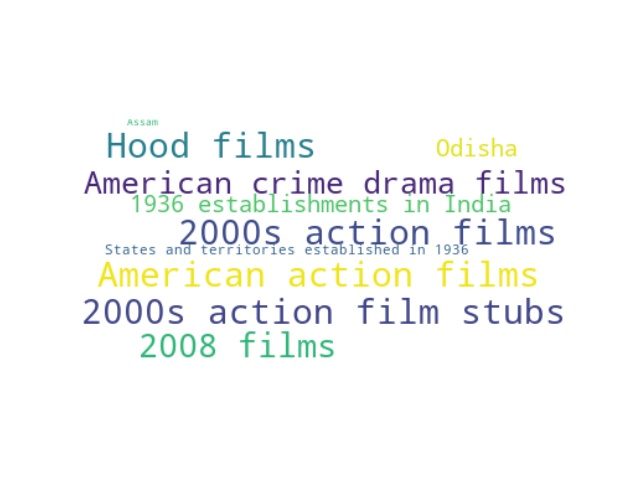 Assam
Hood films
Odisha
American crime drama films
1936 establishments in India
2000s action films
States and territories established in 1936
American action films
2000s action film stubs
2008 films